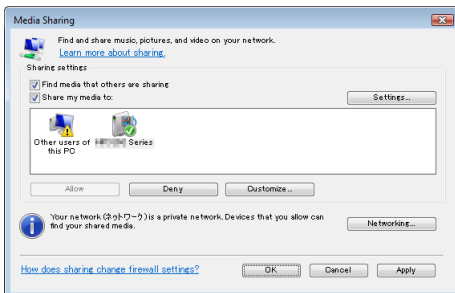 Media Sharing
Find and share music, pictures, and video on your network.
Learn more about sharing.
Sharing settings
Find media that others are sharing
Share my media to:
Settings...
Other users of
this PC
Series
Allow
Deny
Customize...
Your network (ネットワーク) is a private network. Devices that you allow can
find your shared media.
Networking...
How does sharing change firewall settings?
OK
Cancel
Apply